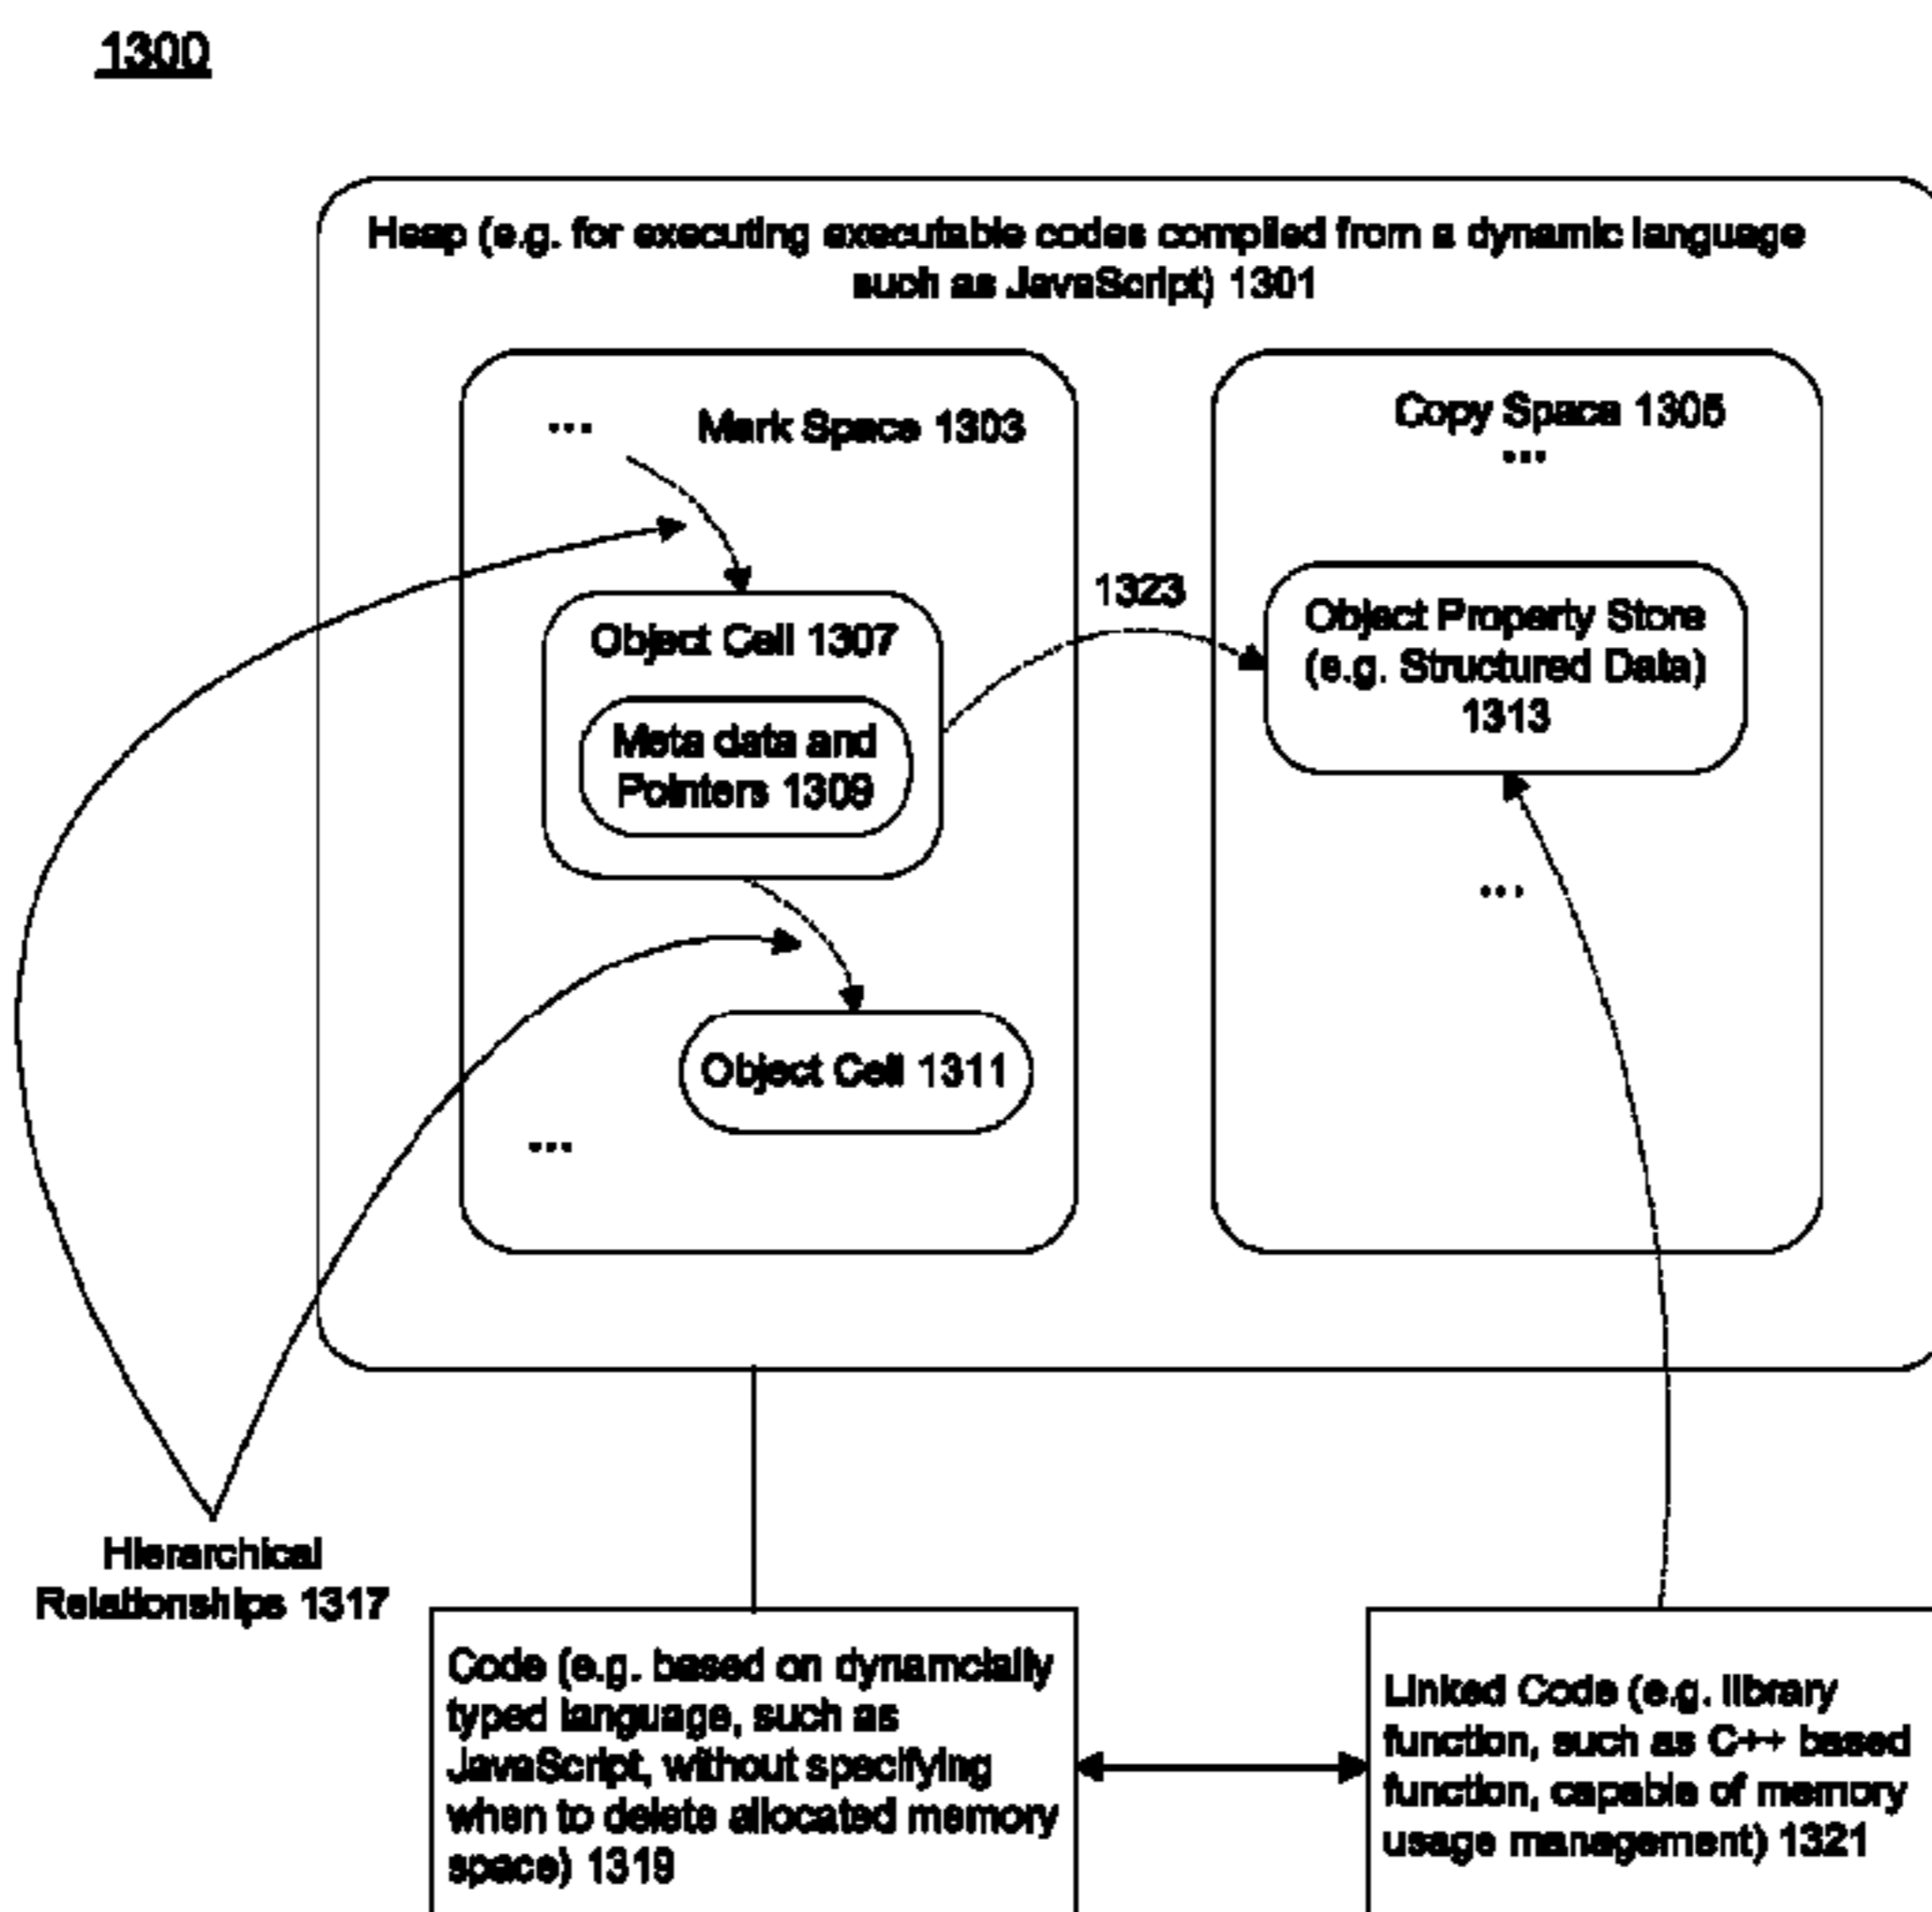 1300
Heap (e.g. for executing executable codes compiled from a dynamic language
such as JavaScript) 1301
... Mark Space 1303
Copy Space 1305
...
1323
Object Cell 1307
Meta data and
Pointers 1309
Object Property Store
(e.g. Structured Data)
1313
...
Object Cell 1311
...
Hierarchical
Relationships 1317
Code (e.g. based on dynamcially
typed language, such as
JavaScript, without specifying
when to delete allocated memory
space) 1319
Linked Code (e.g. library
function, such as C++ based
function, capable of memory
usage management) 1321